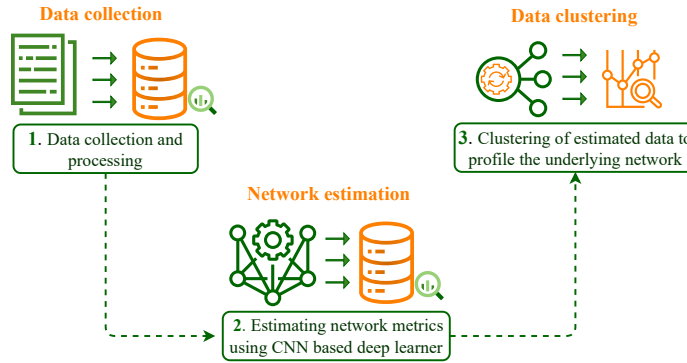 Data collection
1. Data collection and
processing
Network estimation
2. Estimating network metrics
using CNN based deep learner
Data clustering
3. Clustering of estimated data to
profile the underlying network